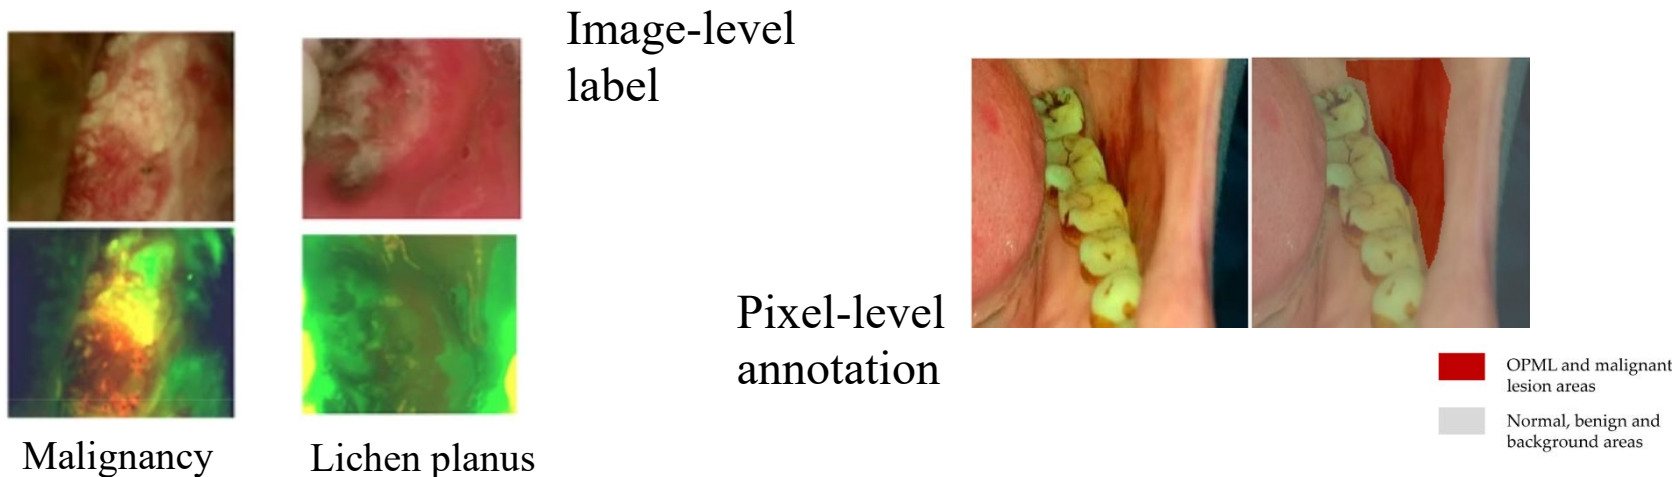 Image-level
label
Pixel-level
annotation
OPML and malignant
lesion areas
Normal, benign and
background areas
Malignancy
Lichen planus